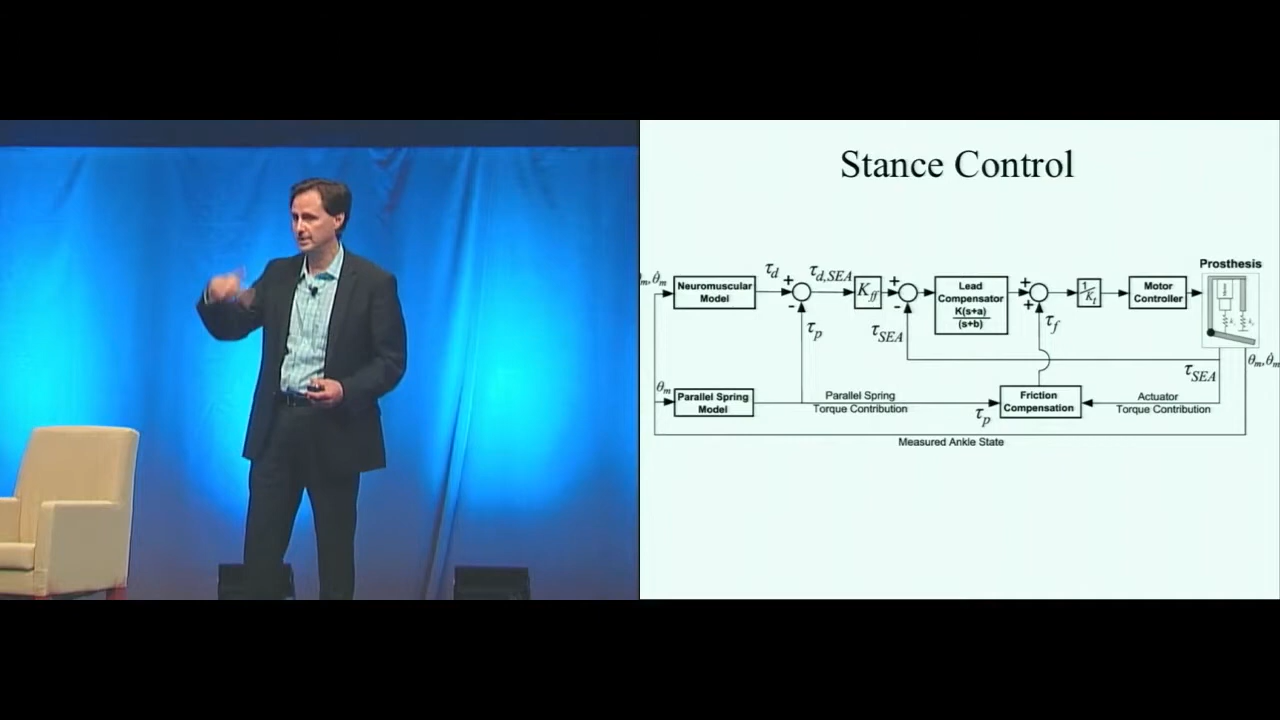 Stance Control
Prosthesis
θm, θ̇m
Neuromuscular
Model
τd
+
-
τd,SEA
Kff
+
-
τSEA
Lead
Compensator
K(s+a)
(s+b)
+
+
τf
1/Kt
Motor
Controller
τp
θm, θ̇m
τSEA
θm
Parallel Spring
Model
Parallel Spring
Torque Contribution
τp
Friction
Compensation
Actuator
Torque Contribution
Measured Ankle State